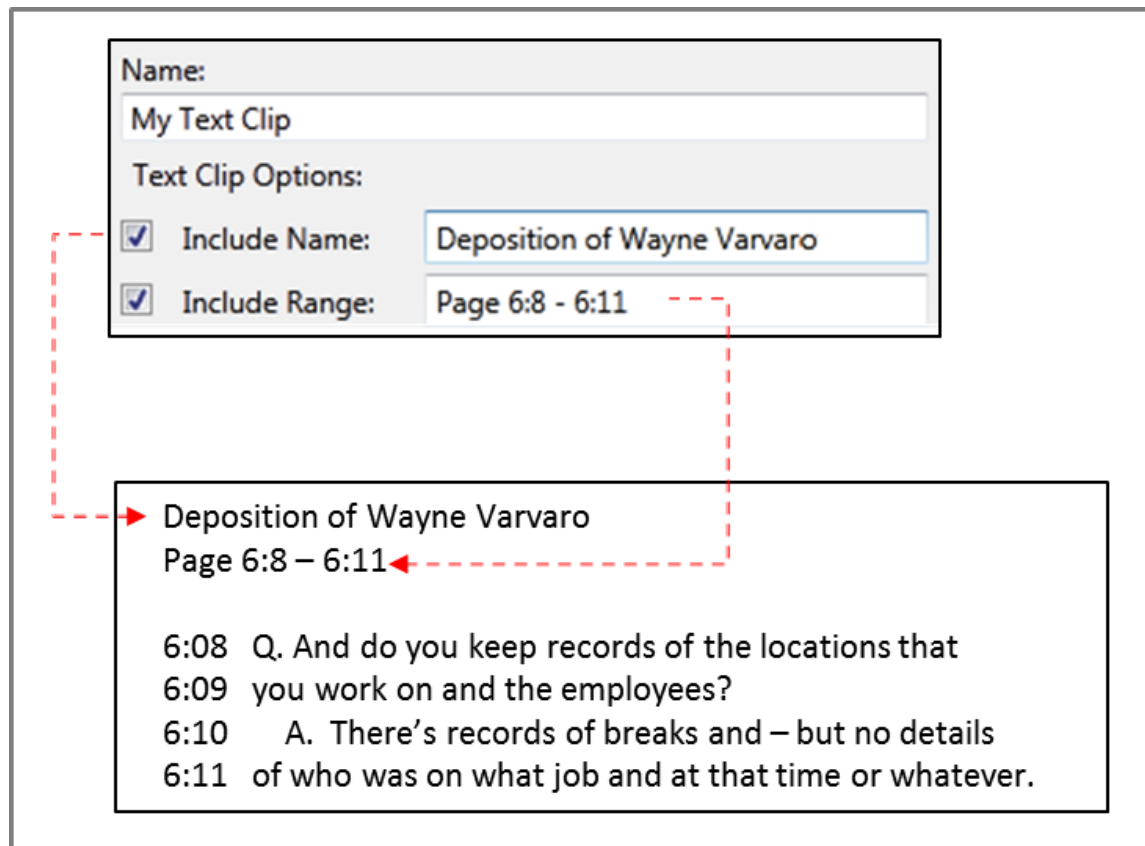 Name:
My Text Clip
Text Clip Options:
Include Name: Deposition of Wayne Varvaro
Include Range: Page 6:8 - 6:11
Deposition of Wayne Varvaro
Page 6:8 – 6:11
6:08 Q. And do you keep records of the locations that
6:09 you work on and the employees?
6:10 A. There’s records of breaks and – but no details
6:11 of who was on what job and at that time or whatever.